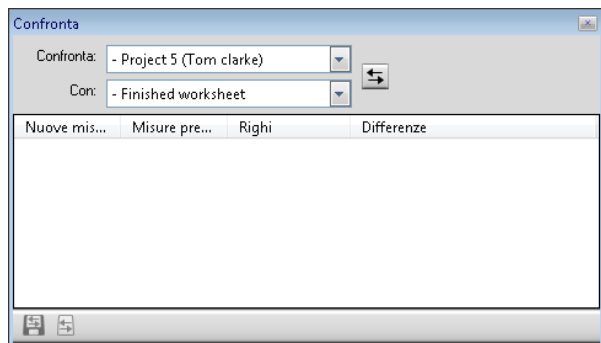 Confronta
Confronta: - Project 5 (Tom clarke)
Con: - Finished worksheet
Nuove mis... Misure pre... Righi Differenze